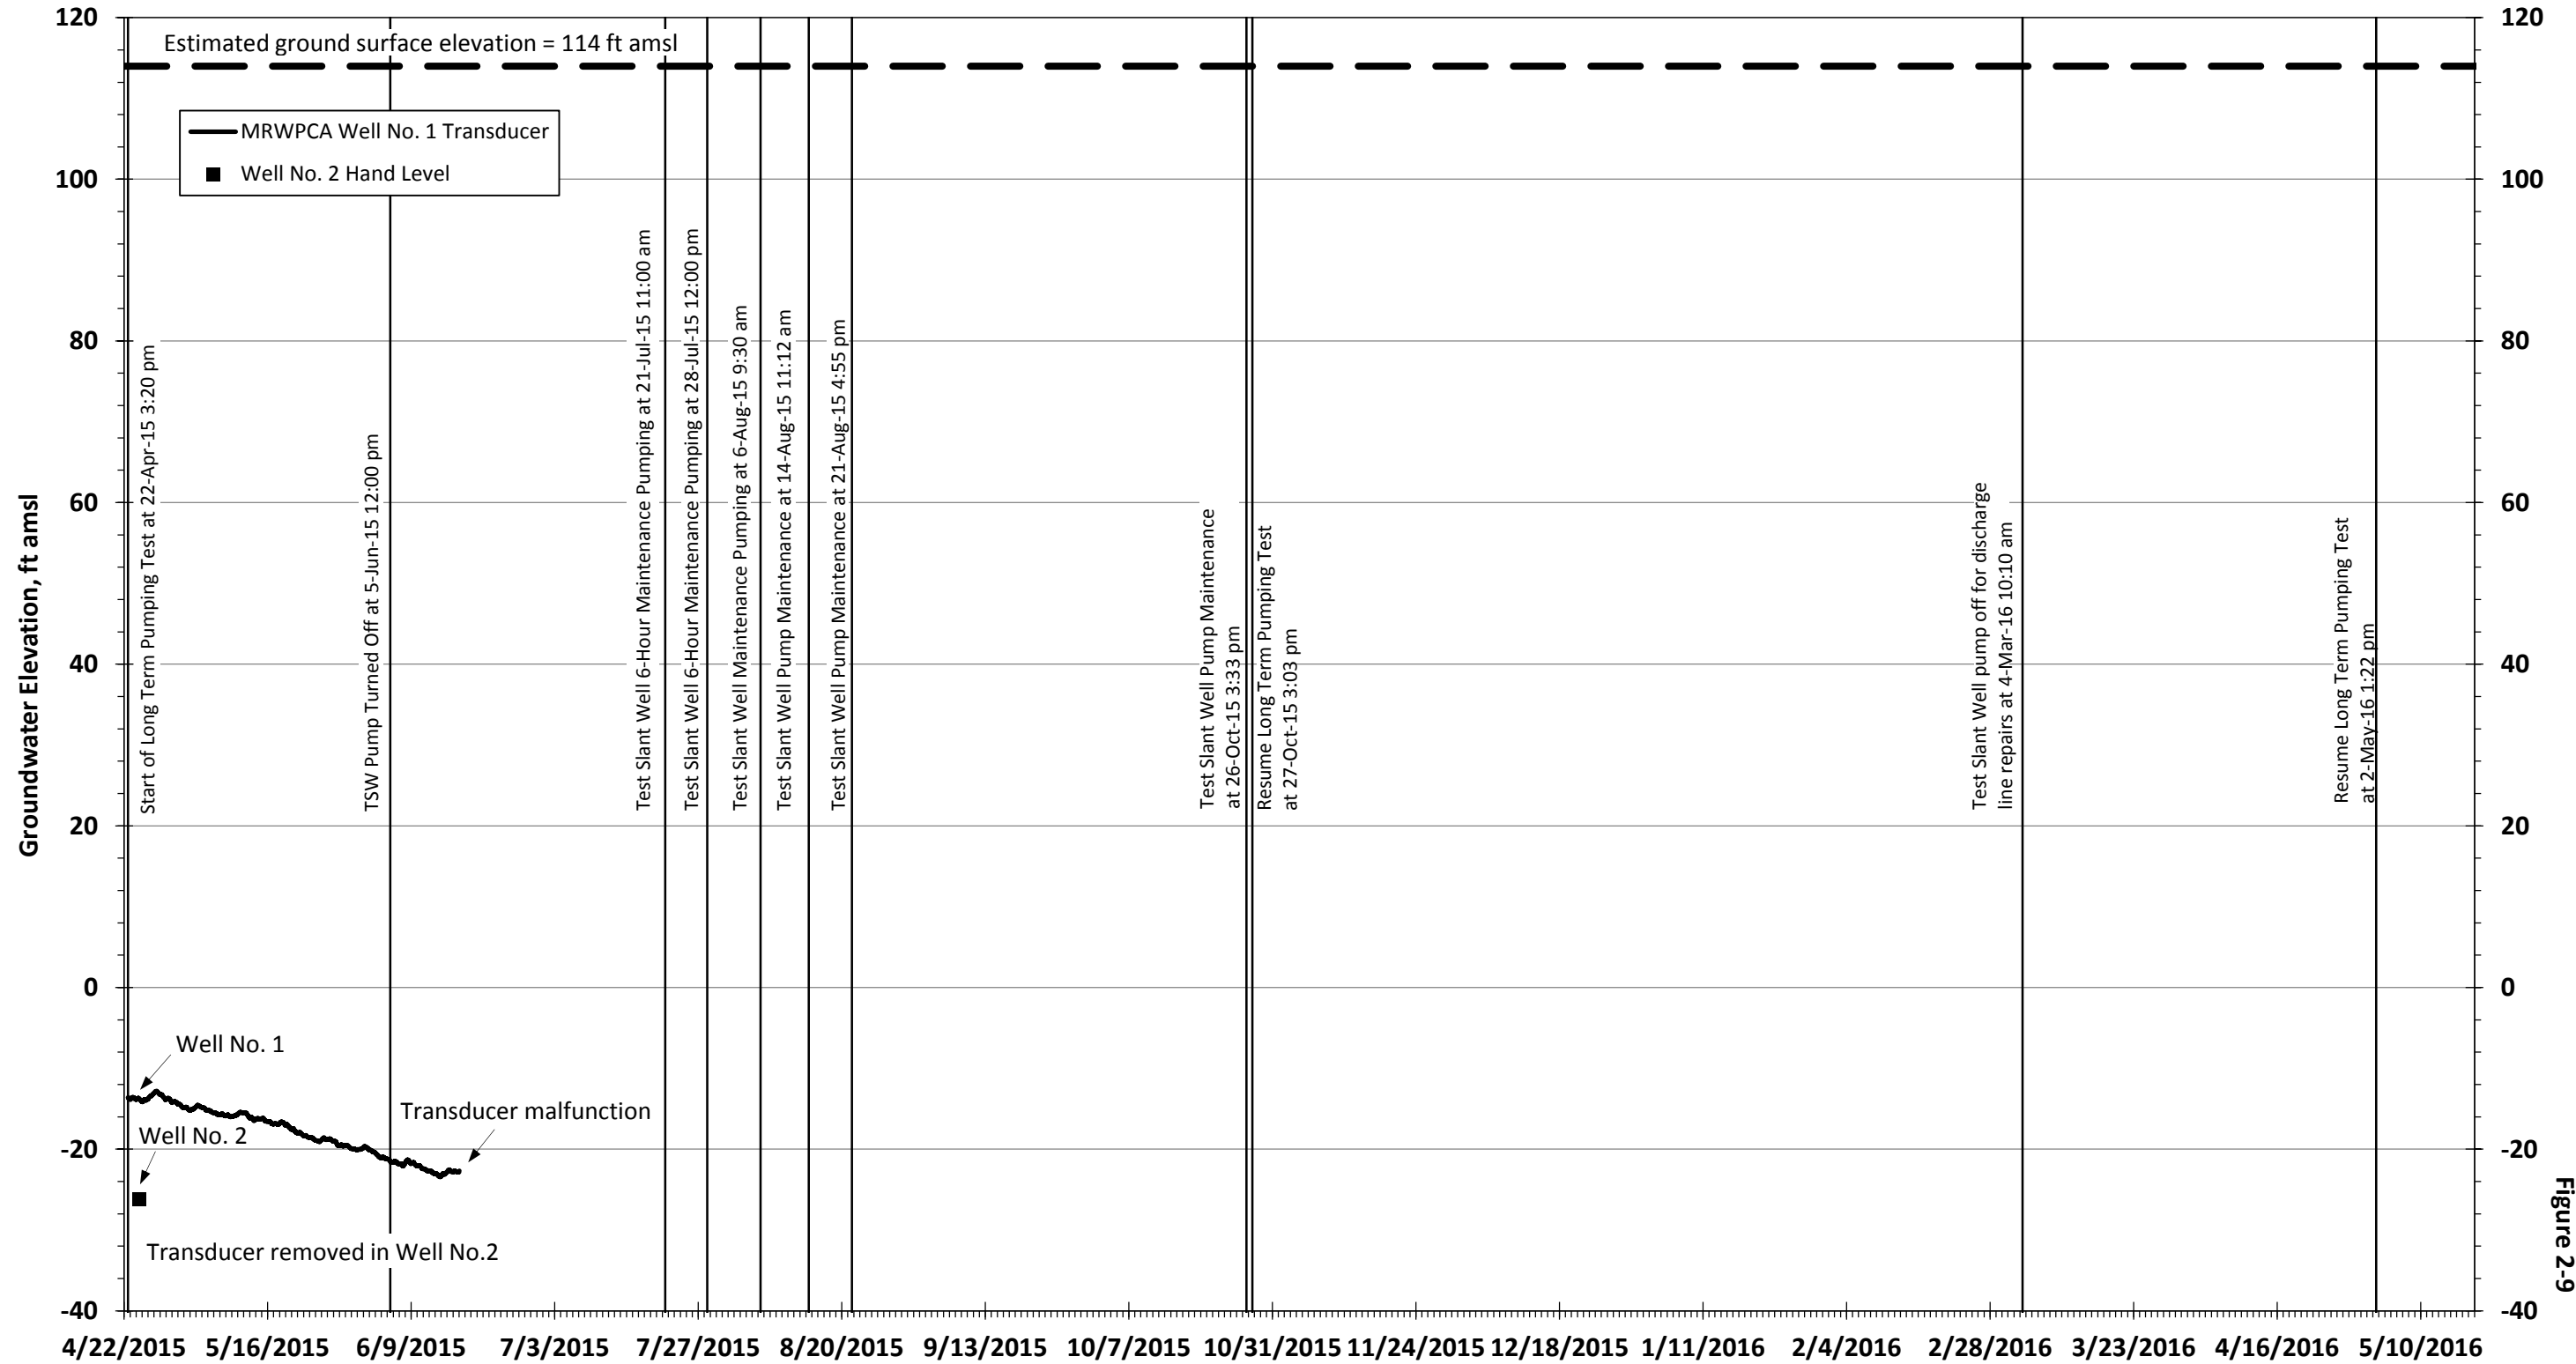 Estimated ground surface elevation = 114 ft amsl
MRWPCA Well No. 1 Transducer
Well No. 2 Hand Level
Groundwater Elevation, ft amsl
120
100
80
60
40
20
0
-20
-40
Start of Long Term Pumping Test at 22-Apr-15 3:20 pm
TSW Pump Turned Off at 5-Jun-15 12:00 pm
Test Slant Well 6-Hour Maintenance Pumping at 21-Jul-15 11:00 am
Test Slant Well 6-Hour Maintenance Pumping at 28-Jul-15 12:00 pm
Test Slant Well Maintenance Pumping at 6-Aug-15 9:30 am
Test Slant Well Pump Maintenance at 14-Aug-15 11:12 am
Test Slant Well Pump Maintenance at 21-Aug-15 4:55 pm
Test Slant Well Pump Maintenance
at 26-Oct-15 3:33 pm
Resume Long Term Pumping Test
at 27-Oct-15 3:03 pm
Test Slant Well pump off for discharge
line repairs at 4-Mar-16 10:10 am
Resume Long Term Pumping Test
at 2-May-16 1:22 pm
Well No. 1
Well No. 2
Transducer malfunction
Transducer removed in Well No.2
120
100
80
60
40
20
0
-20
-40
4/22/2015 5/16/2015 6/9/2015 7/3/2015 7/27/2015 8/20/2015 9/13/2015 10/7/2015 10/31/2015 11/24/2015 12/18/2015 1/11/2016 2/4/2016 2/28/2016 3/23/2016 4/16/2016 5/10/2016
Figure 2-9